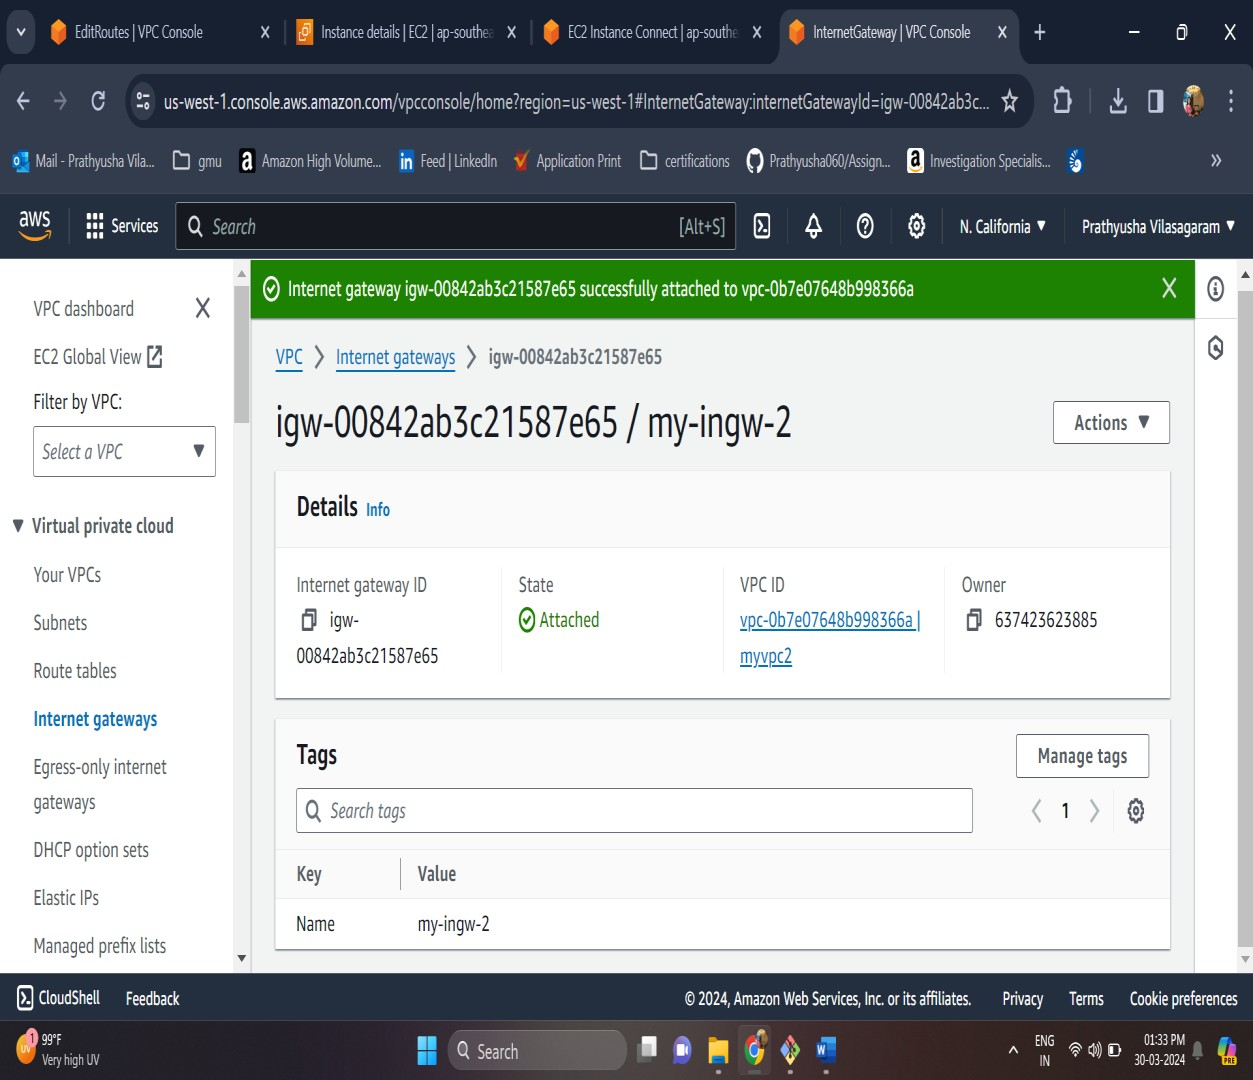 EditRoutes | VPC Console
Instance details | EC2 | ap-southea
EC2 Instance Connect | ap-southe
InternetGateway | VPC Console
us-west-1.console.aws.amazon.com/vpcconsole/home?region=us-west-1#InternetGateway:internetGatewayId=igw-00842ab3c...
Mail - Prathyusha Vila...
gmu
Amazon High Volume...
Feed | LinkedIn
Application Print
certifications
Prathyusha060/Assign...
Investigation Specialis...
aws
Services
Search
[Alt+S]
N. California
Prathyusha Vilasagaram
Internet gateway igw-00842ab3c21587e65 successfully attached to vpc-0b7e07648b998366a
VPC dashboard
EC2 Global View
Filter by VPC:
Select a VPC
Virtual private cloud
Your VPCs
Subnets
Route tables
Internet gateways
Egress-only internet
gateways
DHCP option sets
Elastic IPs
Managed prefix lists
VPC
Internet gateways
igw-00842ab3c21587e65
igw-00842ab3c21587e65 / my-ingw-2
Actions
Details Info
Internet gateway ID
igw-
00842ab3c21587e65
State
Attached
VPC ID
vpc-0b7e07648b998366a |
myvpc2
Owner
637423623885
Tags
Manage tags
Search tags
1
Key
Value
Name
my-ingw-2
CloudShell
Feedback
© 2024, Amazon Web Services, Inc. or its affiliates.
Privacy
Terms
Cookie preferences
UV
1
99°F
Very high UV
Search
ENG
IN
01:33 PM
30-03-2024
PRE